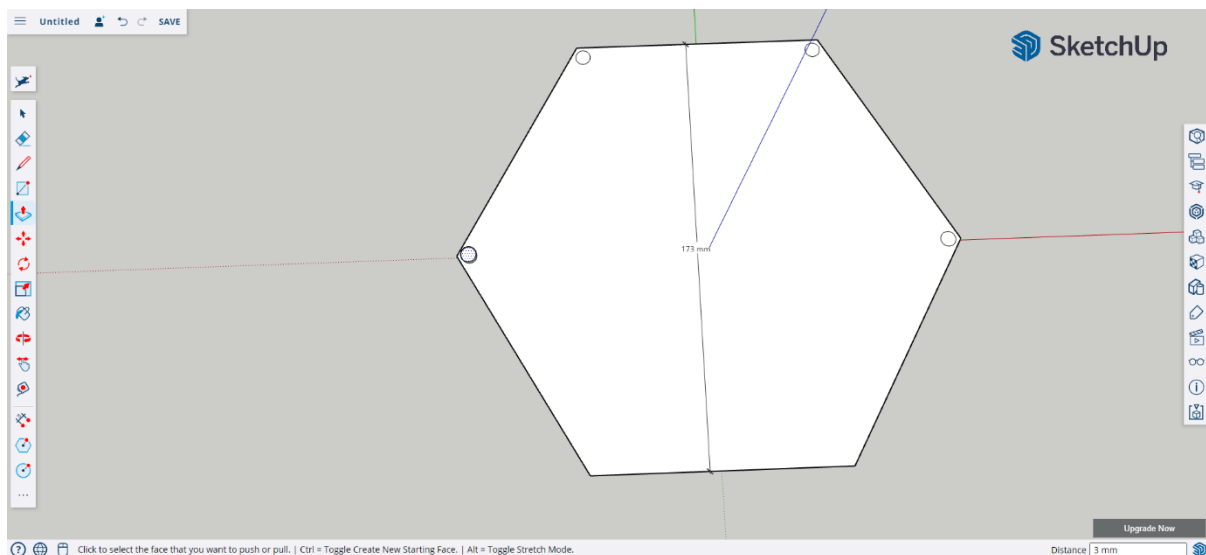 Untitled SAVE
SketchUp
173 mm
Upgrade Now
Click to select the face that you want to push or pull. | Ctrl = Toggle Create New Starting Face. | Alt = Toggle Stretch Mode.
Distance 3 mm